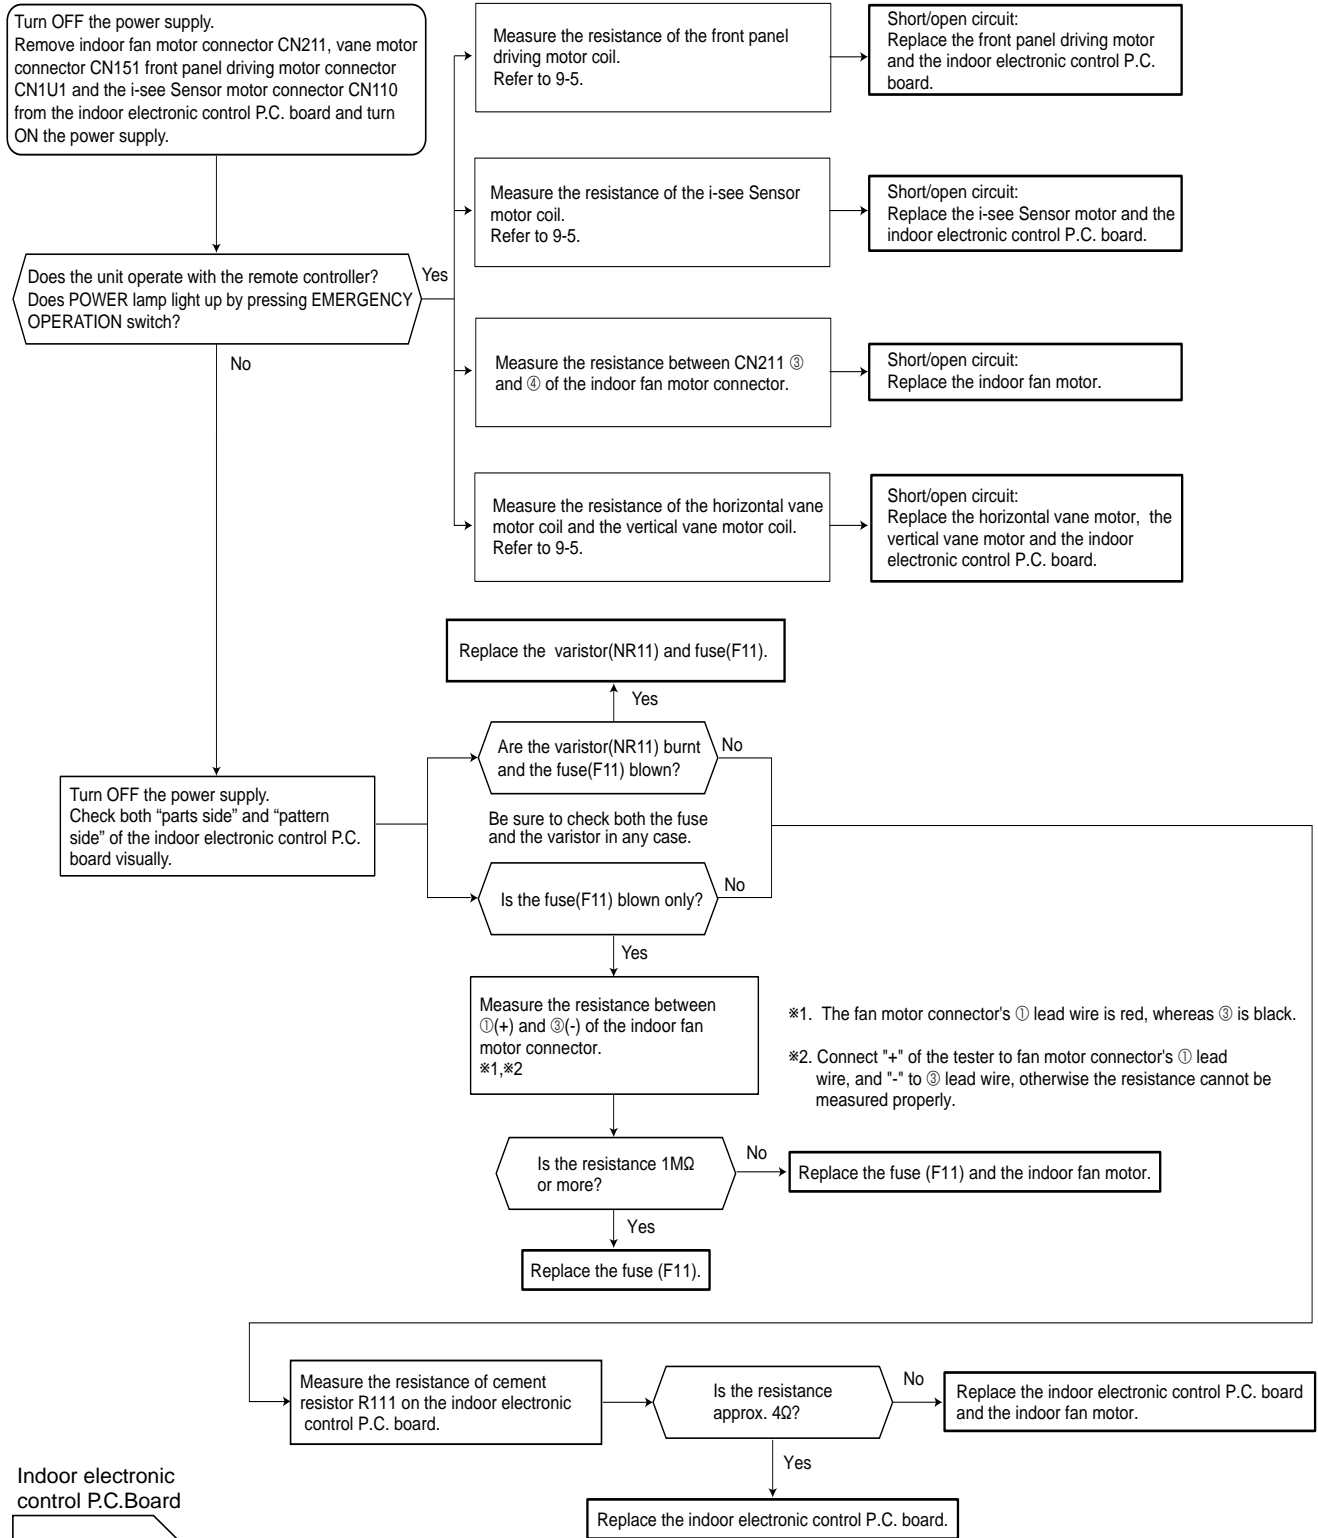 Turn OFF the power supply.
Remove indoor fan motor connector CN211, vane motor
connector CN151 front panel driving motor connector
CN1U1 and the i-see Sensor motor connector CN110
from the indoor electronic control P.C. board and turn
ON the power supply.
Measure the resistance of the front panel
driving motor coil.
Refer to 9-5.
Short/open circuit:
Replace the front panel driving motor
and the indoor electronic control P.C.
board.
Measure the resistance of the i-see Sensor
motor coil.
Refer to 9-5.
Short/open circuit:
Replace the i-see Sensor motor and the
indoor electronic control P.C. board.
Does the unit operate with the remote controller?
Does POWER lamp light up by pressing EMERGENCY
OPERATION switch?
Yes
No
Measure the resistance between CN211 ③
and ④ of the indoor fan motor connector.
Short/open circuit:
Replace the indoor fan motor.
Measure the resistance of the horizontal vane
motor coil and the vertical vane motor coil.
Refer to 9-5.
Short/open circuit:
Replace the horizontal vane motor, the
vertical vane motor and the indoor
electronic control P.C. board.
Replace the varistor(NR11) and fuse(F11).
Yes
Are the varistor(NR11) burnt
and the fuse(F11) blown?
No
Turn OFF the power supply.
Check both “parts side” and “pattern
side” of the indoor electronic control P.C.
board visually.
Be sure to check both the fuse
and the varistor in any case.
Is the fuse(F11) blown only?
No
Yes
Measure the resistance between
①(+) and ③(-) of the indoor fan
motor connector.
※1,※2
※1. The fan motor connector's ① lead wire is red, whereas ③ is black.
※2. Connect "+" of the tester to fan motor connector's ① lead
wire, and "-" to ③ lead wire, otherwise the resistance cannot be
measured properly.
Is the resistance 1MΩ
or more?
No
Replace the fuse (F11) and the indoor fan motor.
Yes
Replace the fuse (F11).
Measure the resistance of cement
resistor R111 on the indoor electronic
control P.C. board.
Is the resistance
approx. 4Ω?
No
Replace the indoor electronic control P.C. board
and the indoor fan motor.
Yes
Replace the indoor electronic control P.C. board.
Indoor electronic
control P.C.Board